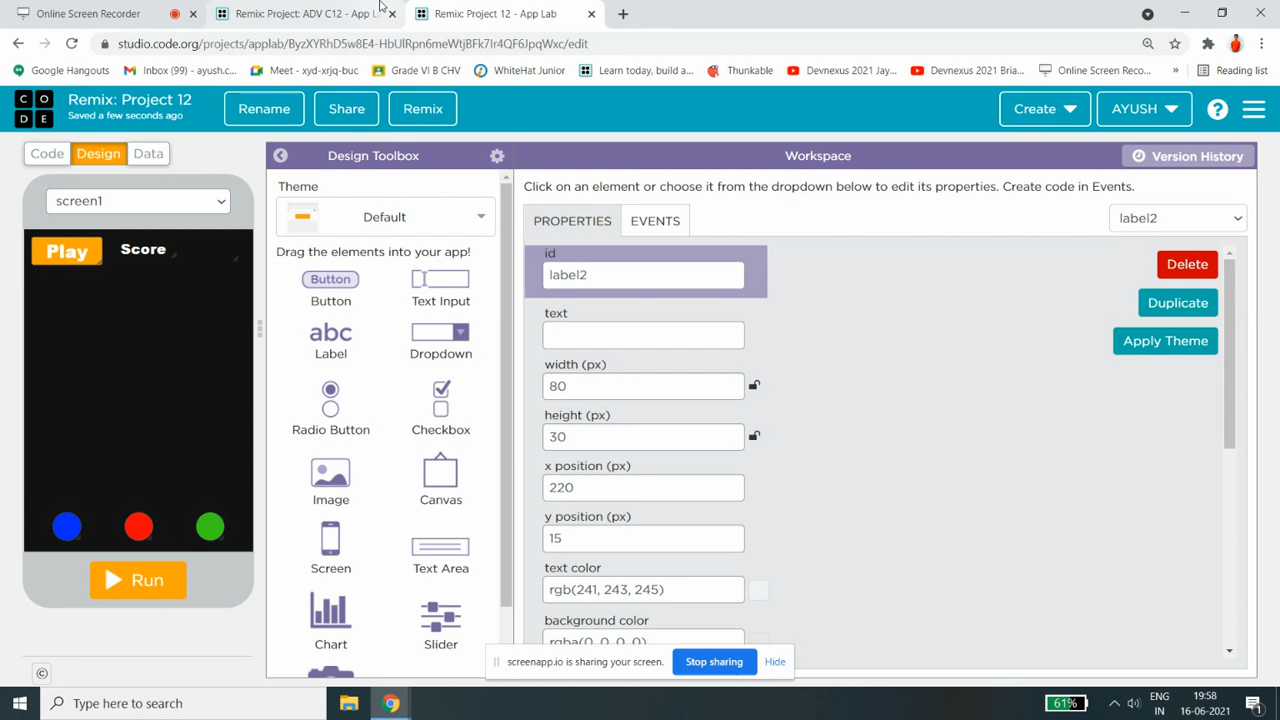 Online Screen Recorder
Remix: Project: ADV C12 - App L
Remix: Project 12 - App Lab
studio.code.org/projects/applab/ByzXYRhD5w8E4-HbUlRpn6meWtjBFk7Ir4QF6JpqWxc/edit
Google Hangouts
Inbox (99) - ayush.c...
Meet - xyd-xrjq-buc
Grade VI B CHV
WhiteHat Junior
Learn today, build a...
Thunkable
Devnexus 2021 Jay...
Devnexus 2021 Bria...
Online Screen Reco...
»
Reading list
CODE
Remix: Project 12
Saved a few seconds ago
Rename
Share
Remix
Create
AYUSH
?
Code
Design
Data
Design Toolbox
Workspace
Version History
screen1
Theme
Default
Click on an element or choose it from the dropdown below to edit its properties. Create code in Events.
PROPERTIES
EVENTS
label2
Play
Score
Drag the elements into your app!
Button
Button
Text Input
abc
Label
Dropdown
Radio Button
Checkbox
Image
Canvas
Screen
Text Area
Chart
Slider
id
label2
text
width (px)
80
height (px)
30
x position (px)
220
y position (px)
15
text color
rgb(241, 243, 245)
background color
rgba(0, 0, 0, 0)
Delete
Duplicate
Apply Theme
Run
©
screenapp.io is sharing your screen.
Stop sharing
Hide
Type here to search
61%
ENG
IN
19:58
16-06-2021
1